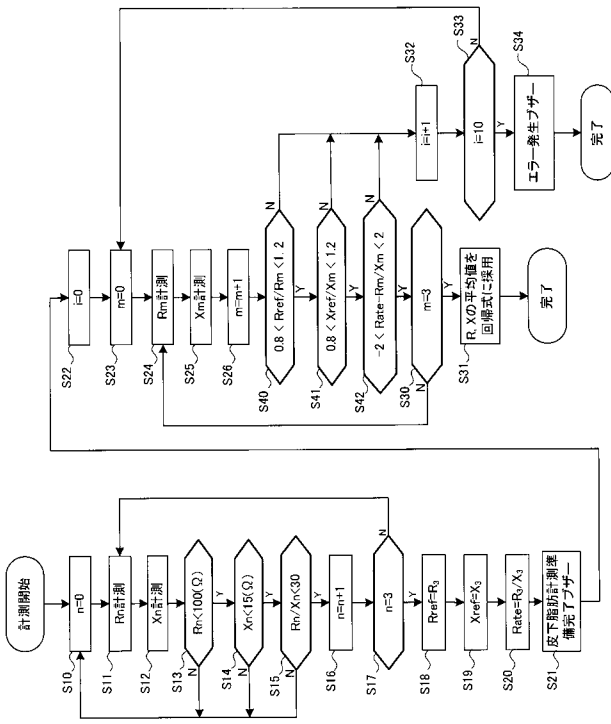 計測開始
S10
n=0
S11
Rn計測
S12
Xn計測
S13
Rn<100(Ω)
N
Y
S14
Xn<15(Ω)
N
Y
S15
Rn/Xn<30
N
Y
S16
n=n+1
S17
n=3
N
Y
S18
Rref=R3
S19
Xref=X3
S20
Rate=R3/X3
S21
皮下脂肪計測準
備完了ブザー
S22
i=0
S23
m=0
S24
Rm計測
S25
Xm計測
S26
m=m+1
S40
0.8 < Rref/Rm <1.2
N
Y
S41
0.8 < Xref/Xm < 1.2
N
Y
S42
-2 < Rate-Rm/Xm < 2
N
Y
S30
m=3
N
Y
S31
R, Xの平均値を
回帰式に採用
完了
S32
i=i+1
S33
i=10
N
Y
S34
エラー発生ブザー
完了